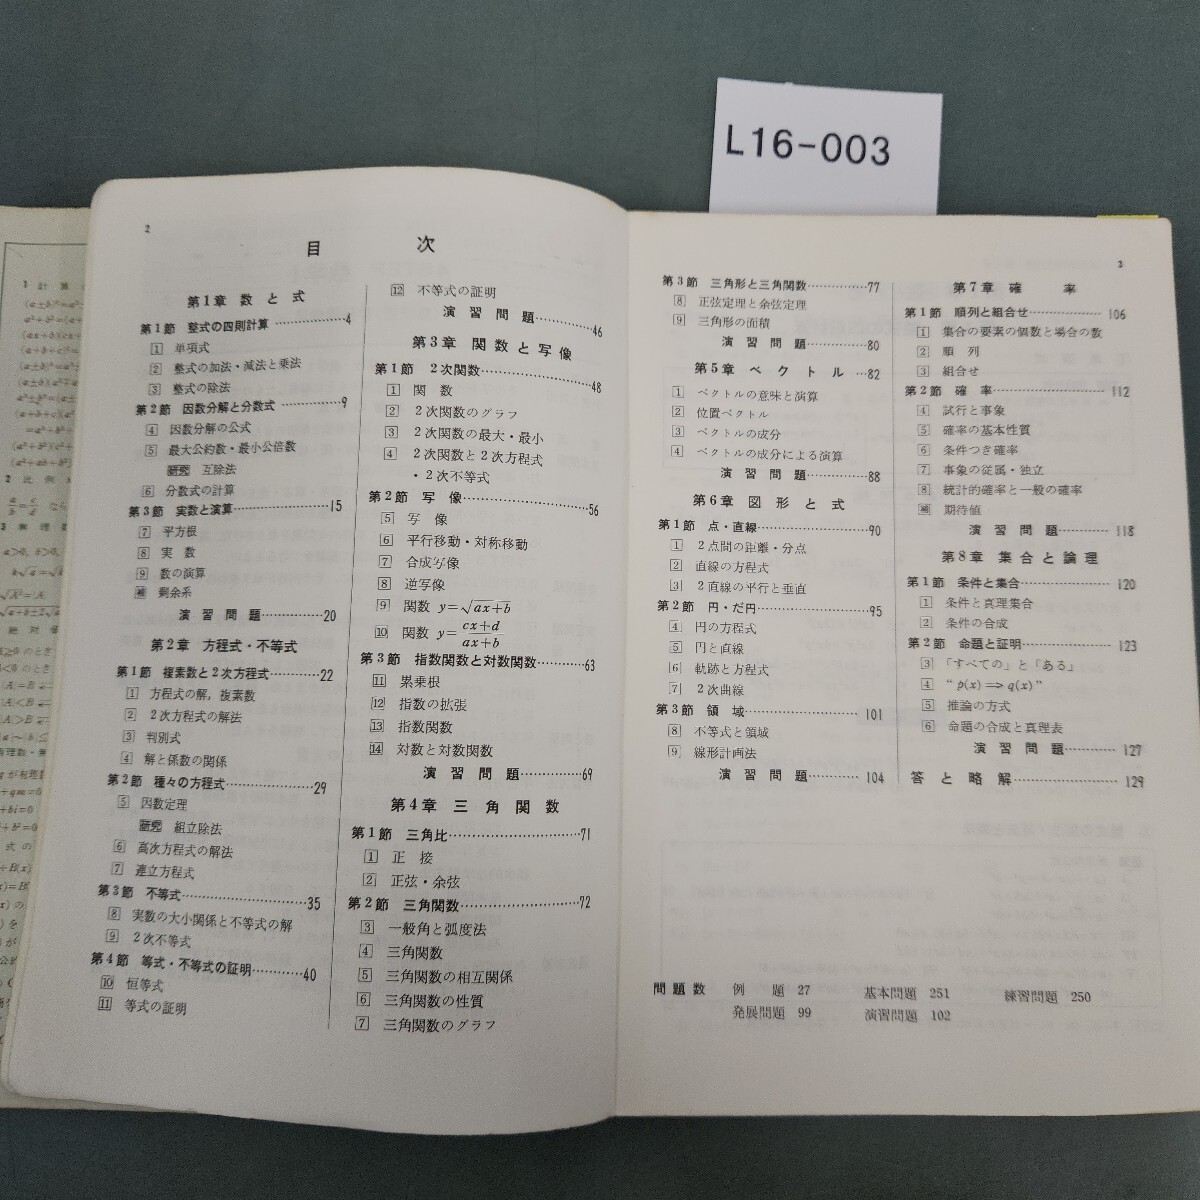 L16-003
2
目 次
第1章 数 と 式
第1節 整式の四則計算 …………4
1 単項式
2 整式の加法・減法と乗法
3 整式の除法
第2節 因数分解と分数式 …………9
4 因数分解の公式
5 最大公約数・最小公倍数
研究 互除法
6 分数式の計算
第3節 実数と演算…………15
7 平方根
8 実 数
9 数の演算
補 剰余系
演 習 問 題…………20
第2章 方程式・不等式
第1節 複素数と2次方程式…………22
1 方程式の解，複素数
2 2次方程式の解法
3 判別式
4 解と係数の関係
第2節 種々の方程式…………29
5 因数定理
研究 組立除法
6 高次方程式の解法
7 連立方程式
第3節 不等式…………35
8 実数の大小関係と不等式の解
9 2次不等式
第4節 等式・不等式の証明…………40
10 恒等式
11 等式の証明
12 不等式の証明
演 習 問 題…………46
第3章 関 数 と 写 像
第1節 2次関数…………48
1 関 数
2 2次関数のグラフ
3 2次関数の最大・最小
4 2次関数と2次方程式
・2次不等式
第2節 写 像…………56
5 写 像
6 平行移動・対称移動
7 合成写像
8 逆写像
9 関数 y=√(ax+b)
10 関数 y=(cx+d)/(ax+b)
第3節 指数関数と対数関数…………63
11 累乗根
12 指数の拡張
13 指数関数
14 対数と対数関数
演 習 問 題…………69
第4章 三 角 関 数
第1節 三角比…………71
1 正 接
2 正弦・余弦
第2節 三角関数…………72
3 一般角と弧度法
4 三角関数
5 三角関数の相互関係
6 三角関数の性質
7 三角関数のグラフ
3
第3節 三角形と三角関数…………77
8 正弦定理と余弦定理
9 三角形の面積
演 習 問 題…………80
第5章 ベ ク ト ル …82
1 ベクトルの意味と演算
2 位置ベクトル
3 ベクトルの成分
4 ベクトルの成分による演算
演 習 問 題…………88
第6章 図 形 と 式
第1節 点・直線…………90
1 2点間の距離・分点
2 直線の方程式
3 2直線の平行と垂直
第2節 円・だ円…………95
4 円の方程式
5 円と直線
6 軌跡と方程式
7 2次曲線
第3節 領 域…………101
8 不等式と領域
9 線形計画法
演 習 問 題…………104
第7章 確 率
第1節 順列と組合せ…………106
1 集合の要素の個数と場合の数
2 順 列
3 組合せ
第2節 確 率…………112
4 試行と事象
5 確率の基本性質
6 条件つき確率
7 事象の従属・独立
8 統計的確率と一般の確率
補 期待値
演 習 問 題…………118
第8章 集 合 と 論 理
第1節 条件と集合…………120
1 条件と真理集合
2 条件の合成
第2節 命題と証明…………123
3 「すべての」と「ある」
4 “p(x)⟹q(x)”
5 推論の方式
6 命題の合成と真理表
演 習 問 題…………127
答 と 略 解…………129
問 題 数 例 題 27 基本問題 251 練習問題 250
発展問題 99 演習問題 102